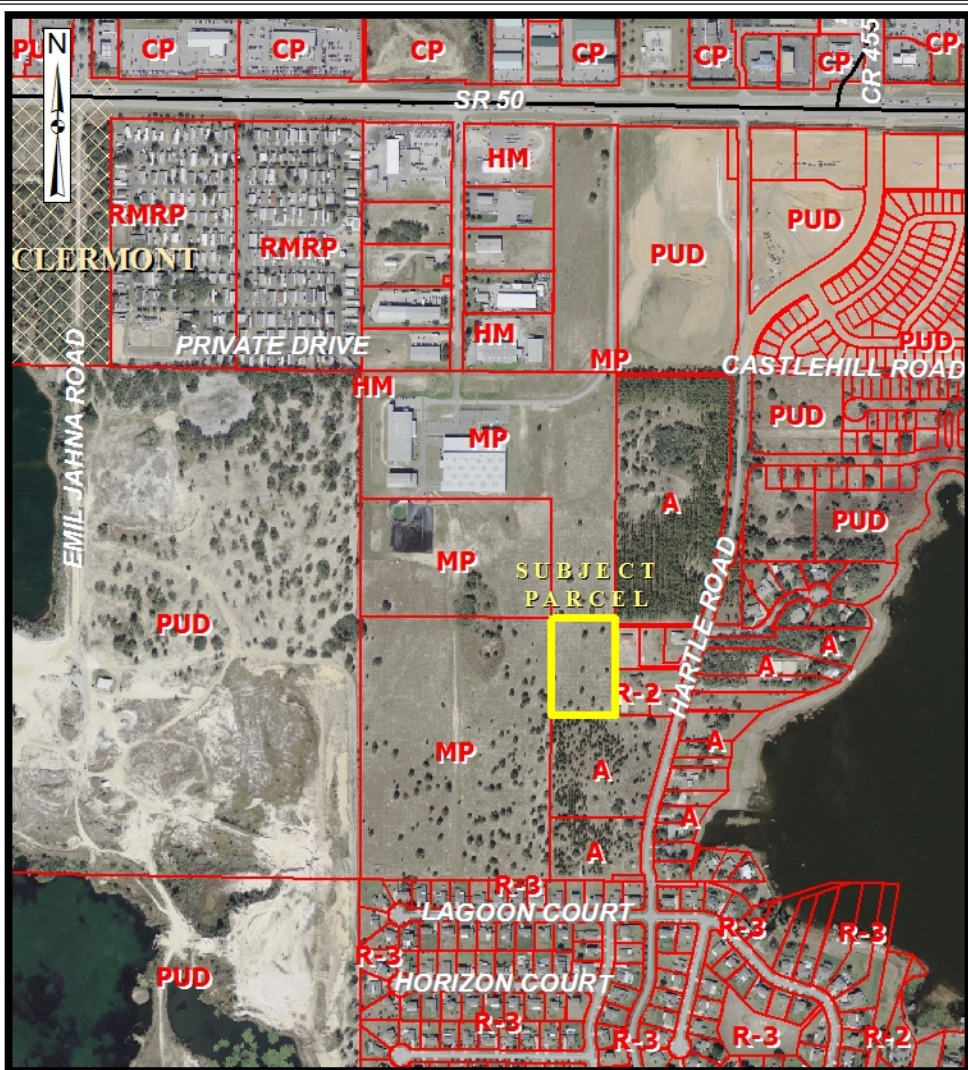 N
PU
CP
CP
CP
CP
CP
CP
CP
CR 455
SR 50
HM
RMRP
RMRP
PUD
PUD
CLERMONT
HM
PUD
PRIVATE DRIVE
MP
CASTLEHILL ROAD
HM
PUD
MP
EMIL JAHNA ROAD
A
PUD
MP
SUBJECT
PARCEL
PUD
HARTLE ROAD
A
A
R-2
A
MP
A
A
A
R-3
LAGOON COURT
R-3
R-3
R-3
HORIZON COURT
PUD
R-3
R-3
R-3
R-2